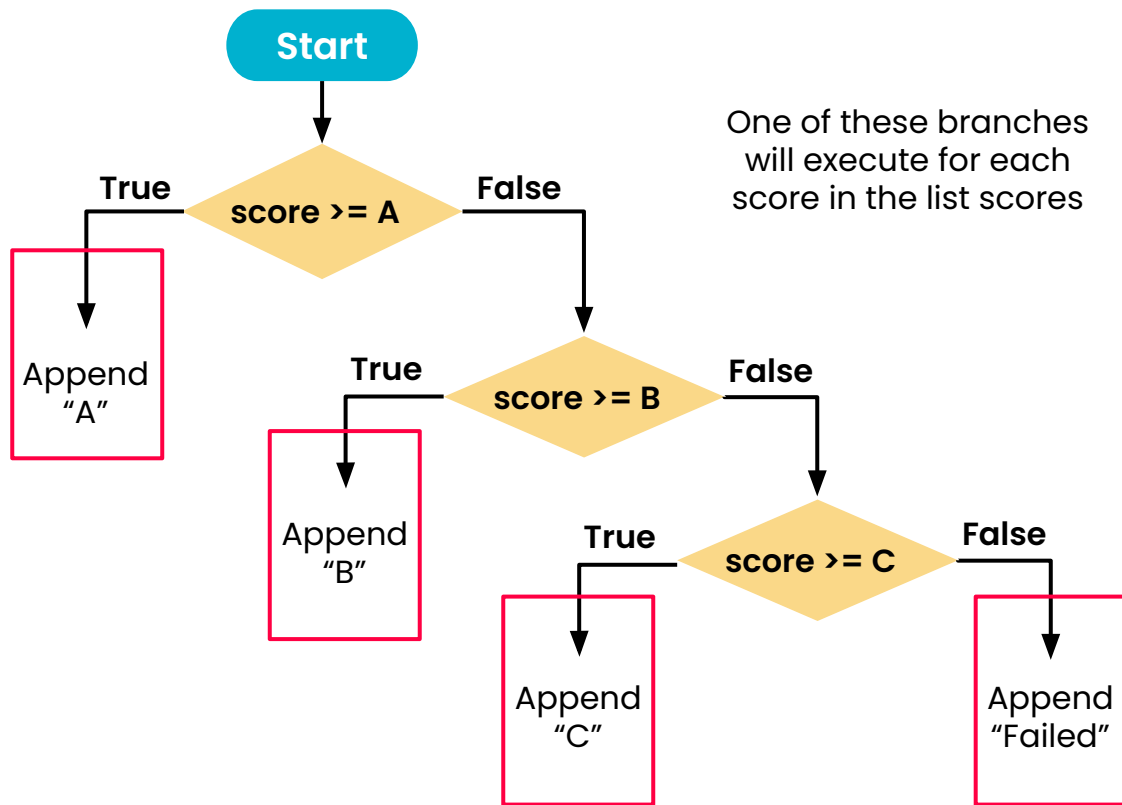 Start
One of these branches
will execute for each
score in the list scores
True
False
score >= A
Append
“A”
True
False
score >= B
Append
“B”
True
False
score >= C
Append
“C”
Append
“Failed”